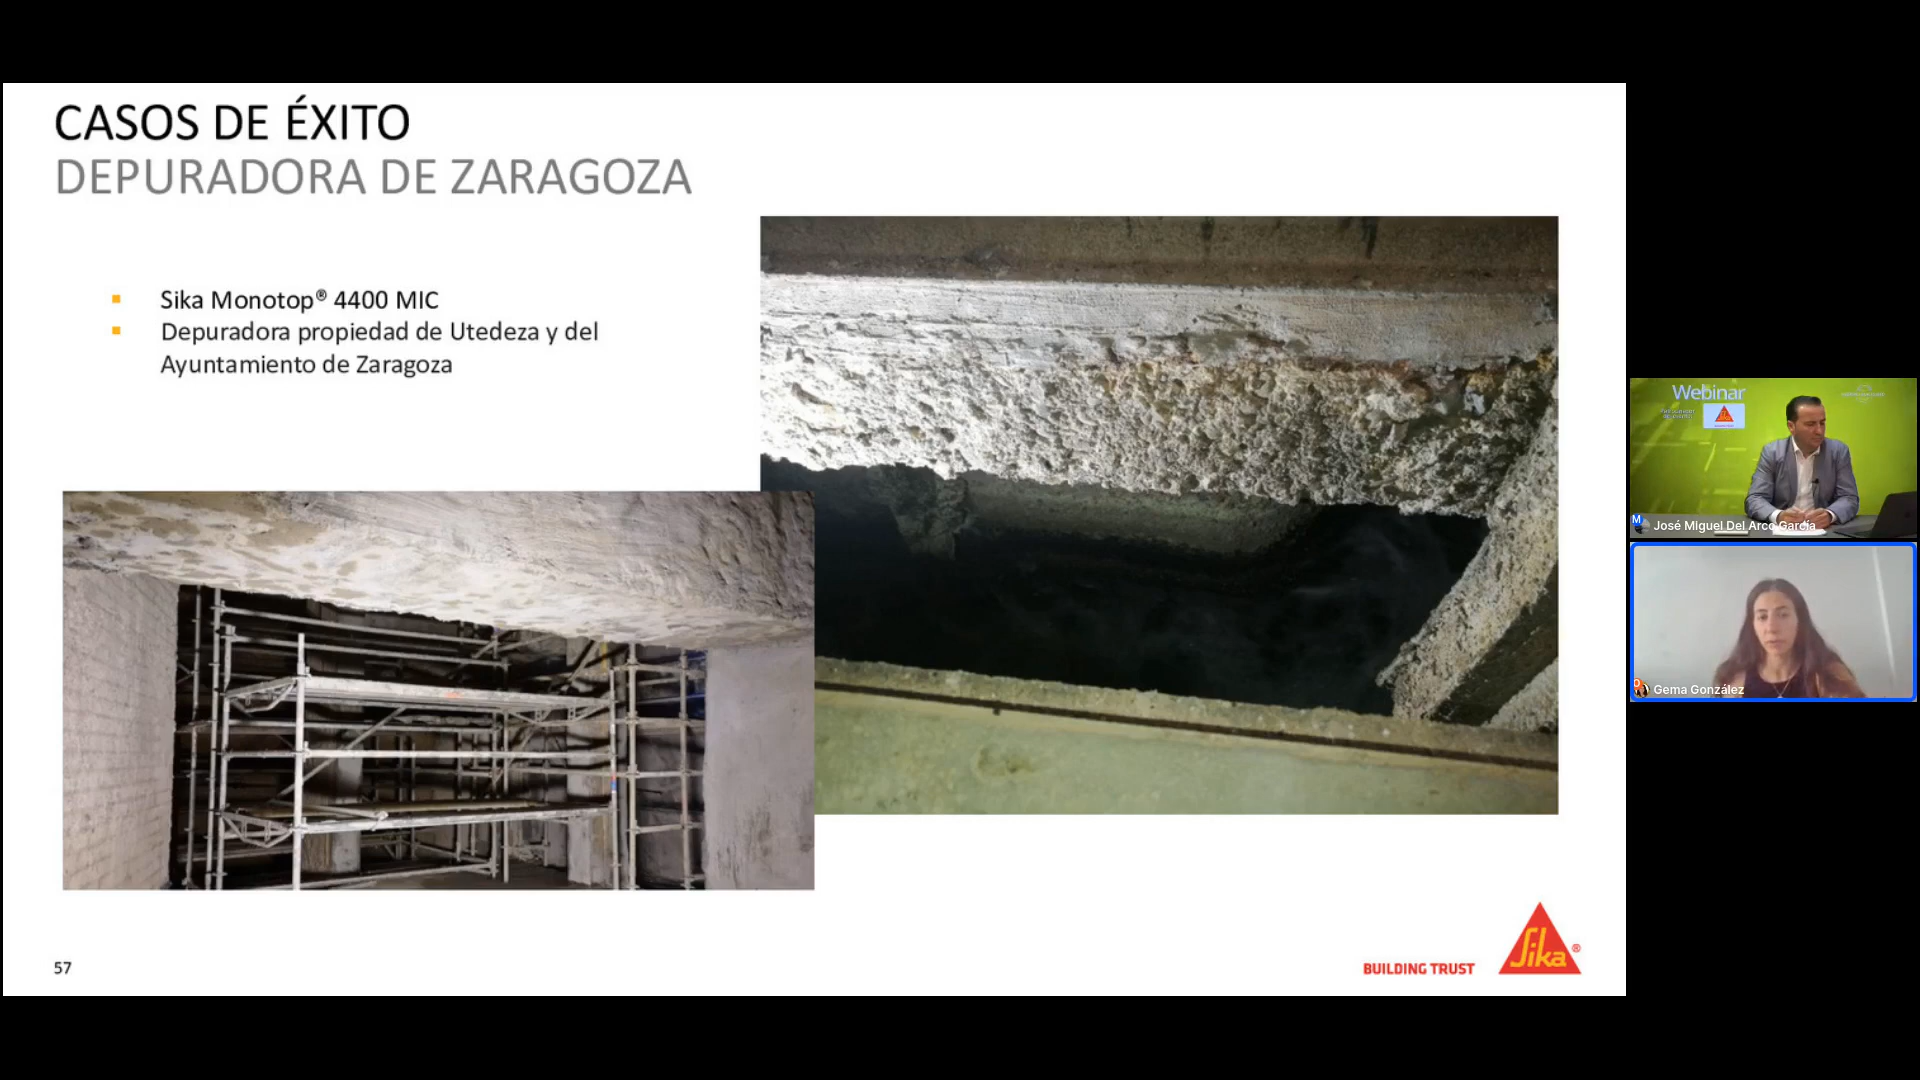 CASOS DE ÉXITO
DEPURADORA DE ZARAGOZA
Sika Monotop® 4400 MIC
Depuradora propiedad de Utedeza y del
Ayuntamiento de Zaragoza
57
BUILDING TRUST
Sika®
Webinar
M
José Miguel Del Arco García
Gema González